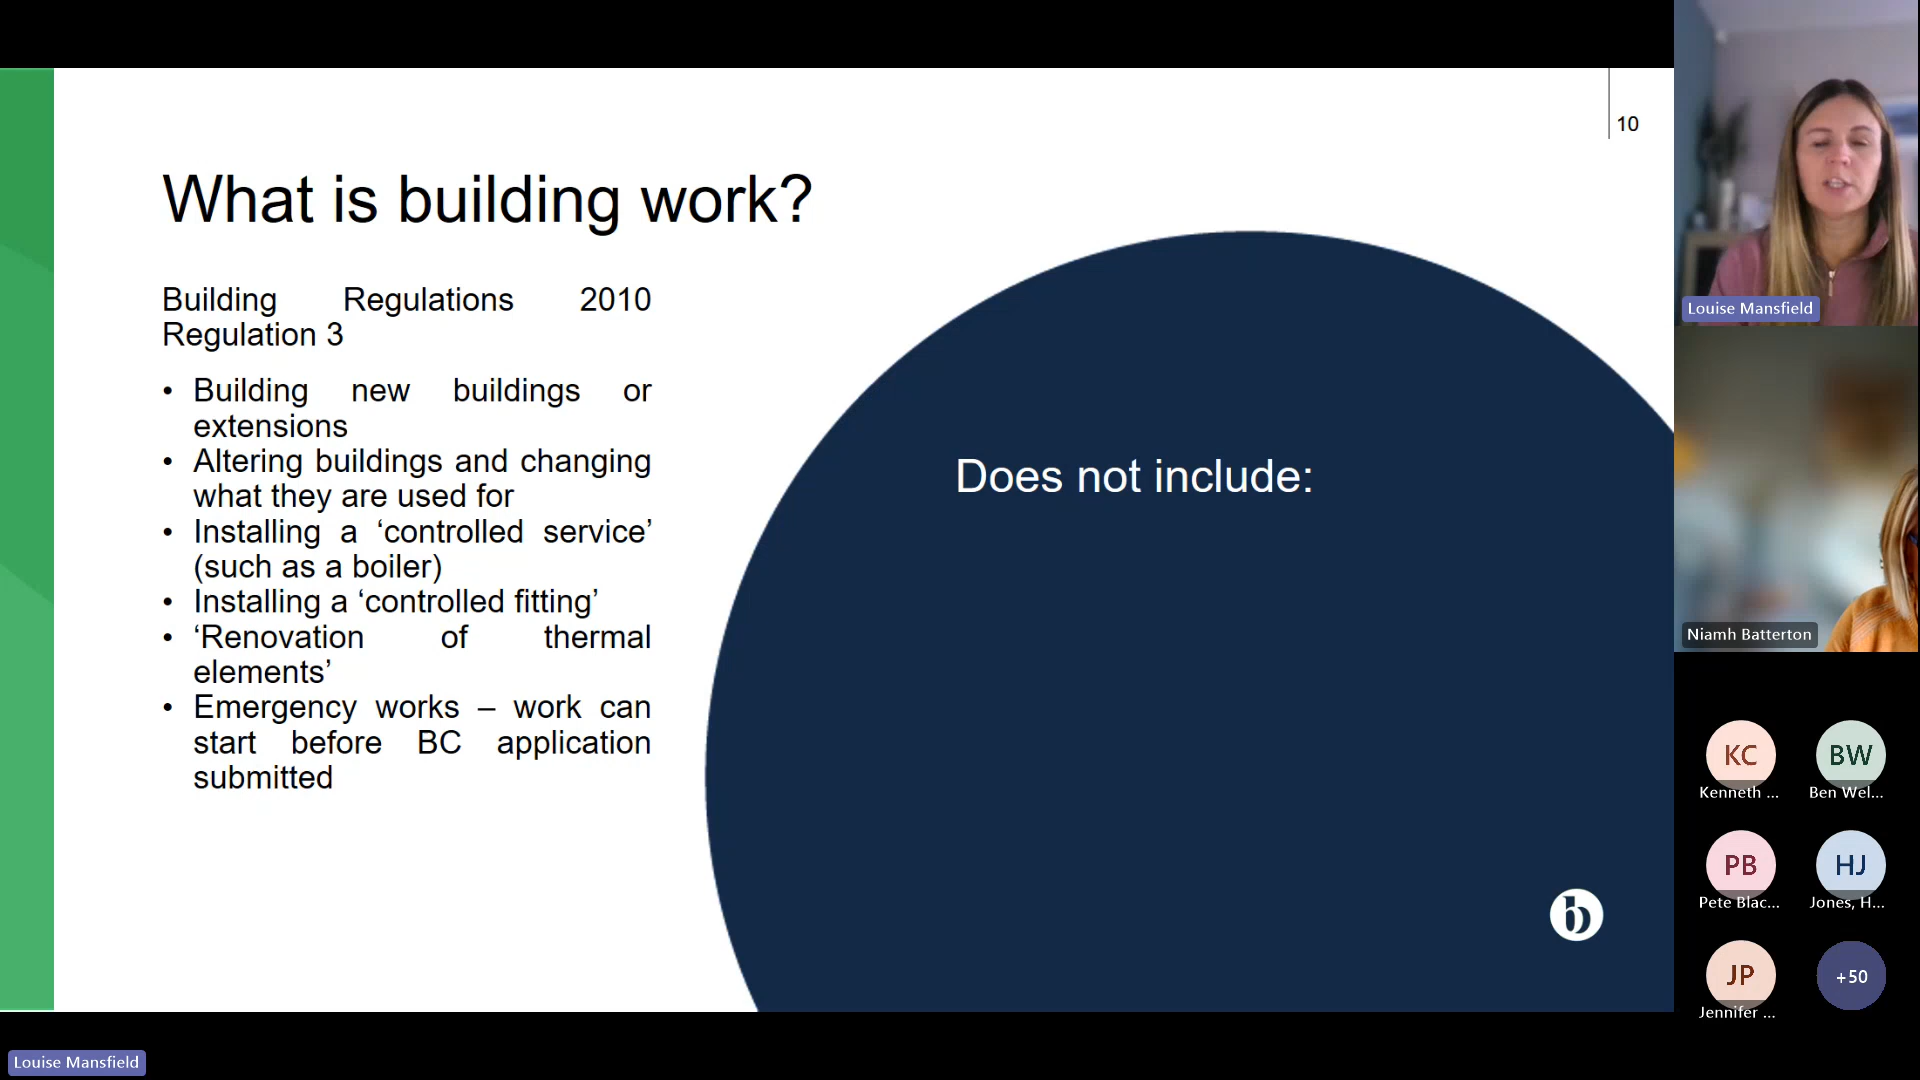 10
What is building work?
Building Regulations 2010
Regulation 3
• Building new buildings or
extensions
• Altering buildings and changing
what they are used for
• Installing a ‘controlled service’
(such as a boiler)
• Installing a ‘controlled fitting’
• ‘Renovation of thermal
elements’
• Emergency works – work can
start before BC application
submitted
Does not include:
b
Louise Mansfield
Niamh Batterton
KC
Kenneth ...
BW
Ben Wel...
PB
Pete Blac...
HJ
Jones, H...
JP
Jennifer ...
+50
Louise Mansfield